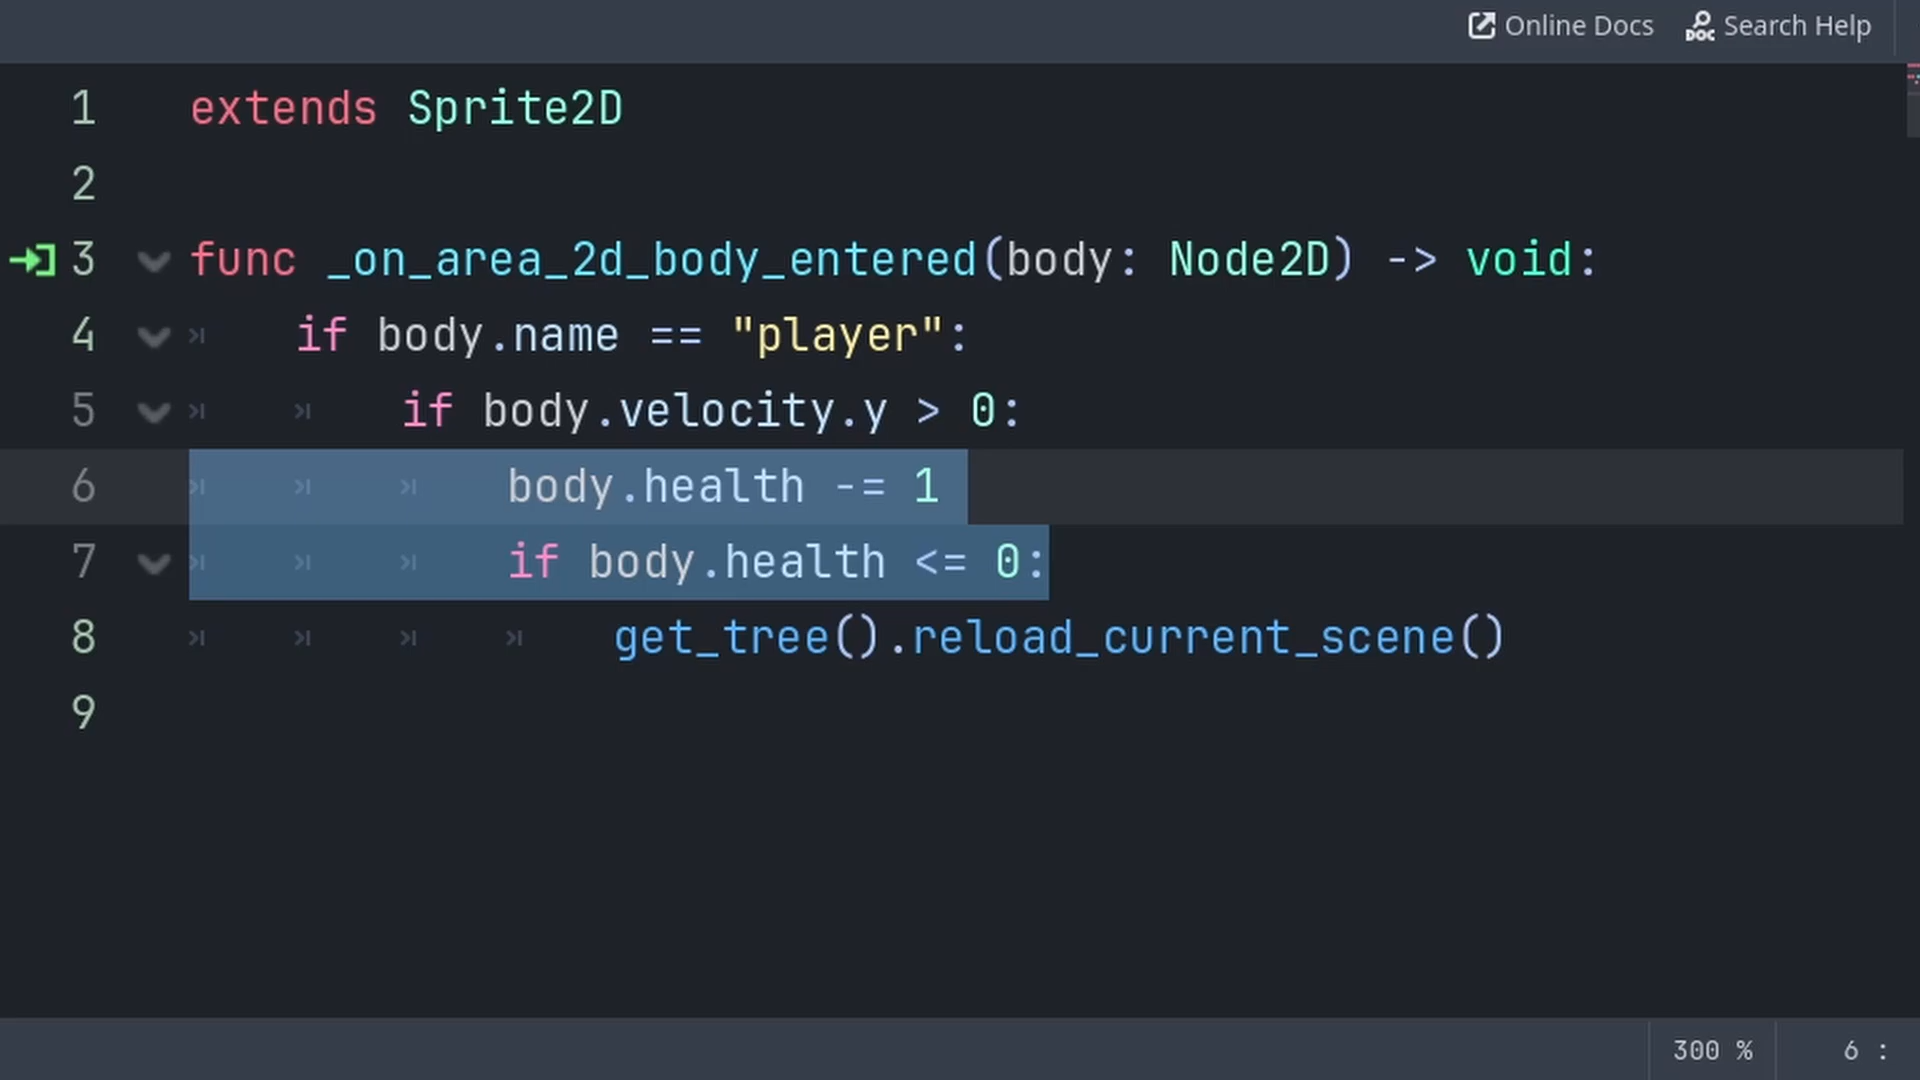 Online Docs DOC Search Help
1 extends Sprite2D
2
3 func _on_area_2d_body_entered(body: Node2D) -> void:
4 if body.name == "player":
5 if body.velocity.y > 0:
6 body.health -= 1
7 if body.health <= 0:
8 get_tree().reload_current_scene()
9
300 % 6 :